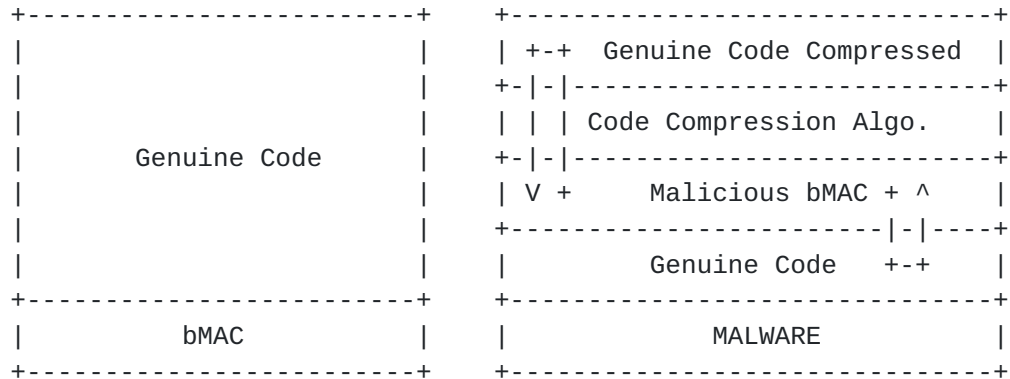 +-------------------------+    +-------------------------------+
|                         |    | +-+  Genuine Code Compressed  |
|                         |    +-|-|---------------------------+
|                         |    | | | Code Compression Algo.    |
|       Genuine Code      |    +-|-|---------------------------+
|                         |    | V +     Malicious bMAC + ^    |
|                         |    +------------------------|-|----+
|                         |    |         Genuine Code   +-+    |
+-------------------------+    +-------------------------------+
|          bMAC           |    |             MALWARE           |
+-------------------------+    +-------------------------------+